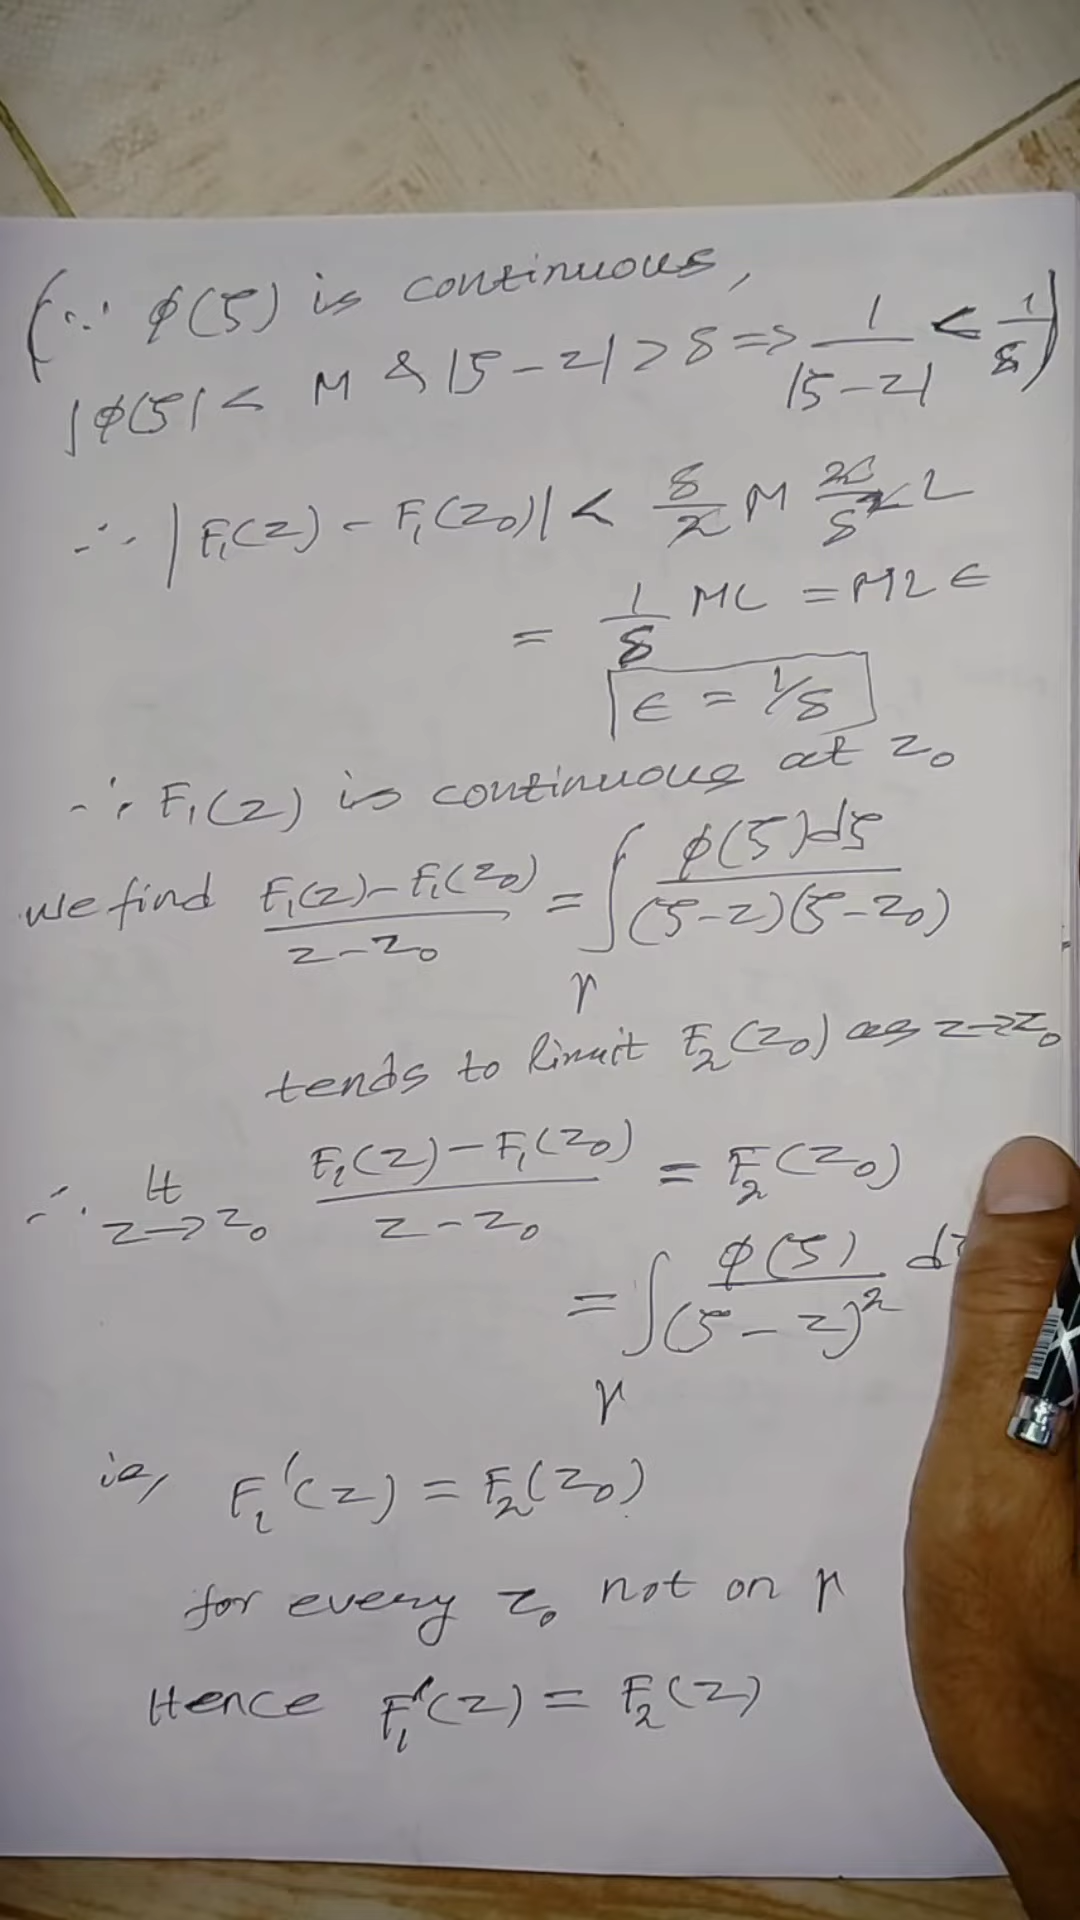 (∵ φ(ζ) is continuous,
|φ(ζ)| < M & |ζ-z| > δ => 1/|ζ-z| < 1/δ)
∴ |F₁(z) - F₁(z₀)| < δ/2 M 2/δ² L
= 1/δ ML = ML ϵ
ϵ = 1/δ
∴ F₁(z) is continuous at z₀
We find (F₁(z)-F₁(z₀))/(z-z₀) = ∫γ φ(ζ)dζ/((ζ-z)(ζ-z₀))
tends to limit F₂(z₀) as z→z₀
∴ lt z→z₀ (F₁(z)-F₁(z₀))/(z-z₀) = F₂(z₀)
= ∫γ φ(ζ)/(ζ-z)² d
ie, F₁'(z) = F₂(z₀)
for every z₀ not on γ
Hence F₁'(z) = F₂(z)